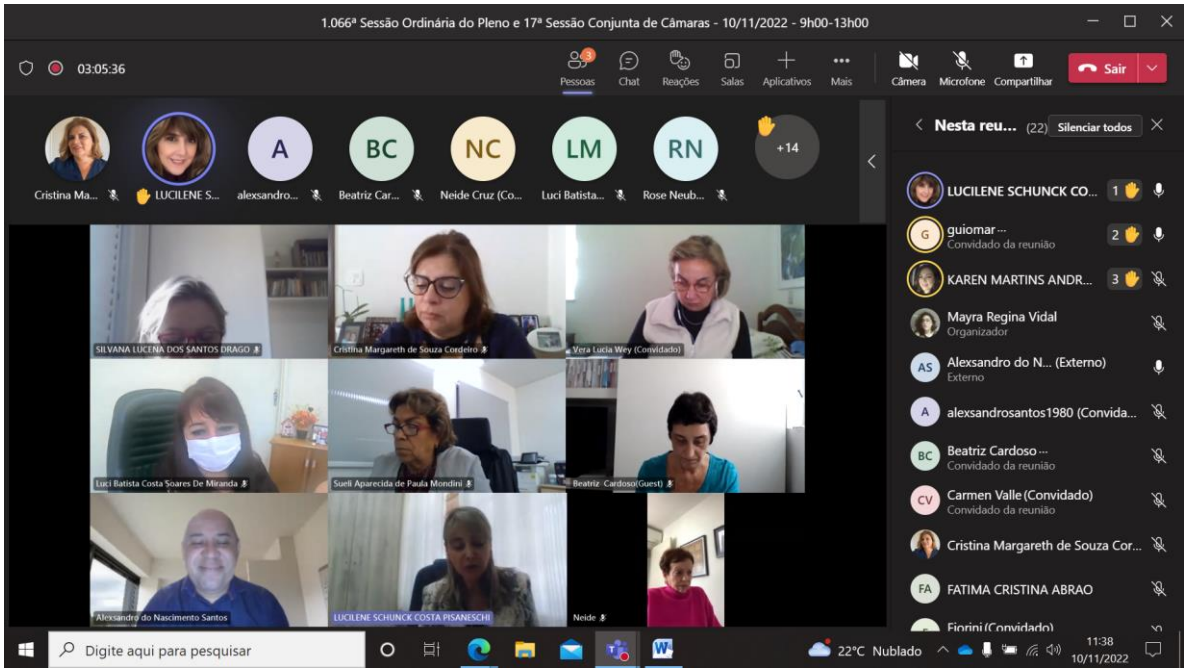 1.066ª Sessão Ordinária do Pleno e 17ª Sessão Conjunta de Câmaras - 10/11/2022 - 9h00-13h00
03:05:36
3
Pessoas Chat Reações Salas Aplicativos Mais Câmera Microfone Compartilhar Sair
A BC NC LM RN +14
Cristina Ma... LUCILENE S... alexsandro... Beatriz Car... Neide Cruz (Co... Luci Batista... Rose Neub...
SILVANA LUCENA DOS SANTOS DRAGO Cristina Margareth de Souza Cordeiro Vera Lucia Wey (Convidado)
Luci Batista Costa Soares De Miranda Sueli Aparecida de Paula Mondini Beatriz Cardoso(Guest)
Alexsandro do Nascimento Santos LUCILENE SCHUNCK COSTA PISANESCHI Neide
Nesta reu... (22) Silenciar todos
LUCILENE SCHUNCK CO... 1
G guiomar...
Convidado da reunião
2
KAREN MARTINS ANDR... 3
Mayra Regina Vidal
Organizador
AS Alexsandro do N... (Externo)
Externo
A alexsandrosantos1980 (Convida...
BC Beatriz Cardoso ...
Convidado da reunião
CV Carmen Valle (Convidado)
Convidado da reunião
Cristina Margareth de Souza Cor...
FA FATIMA CRISTINA ABRAO
Fiorini (Convidado)
Digite aqui para pesquisar
22°C Nublado
11:38
10/11/2022